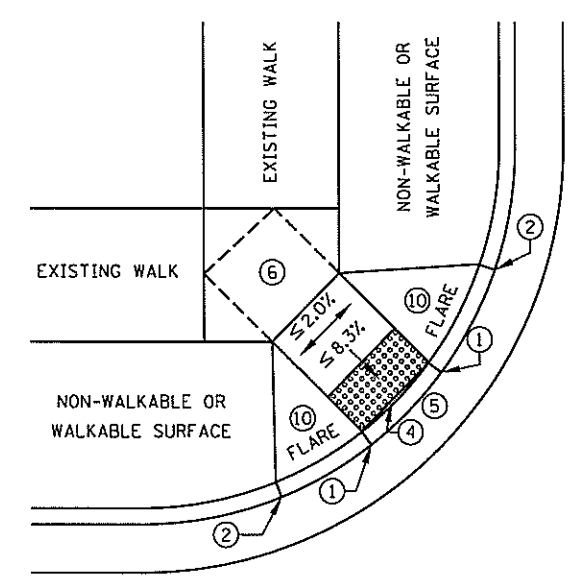 EXISTING WALK
NON-WALKABLE OR
WALKABLE SURFACE
2
EXISTING WALK
6
10
FLARE
≤ 2.0%
≤ 8.3%
1
NON-WALKABLE OR
WALKABLE SURFACE
10
FLARE
5
4
1
2